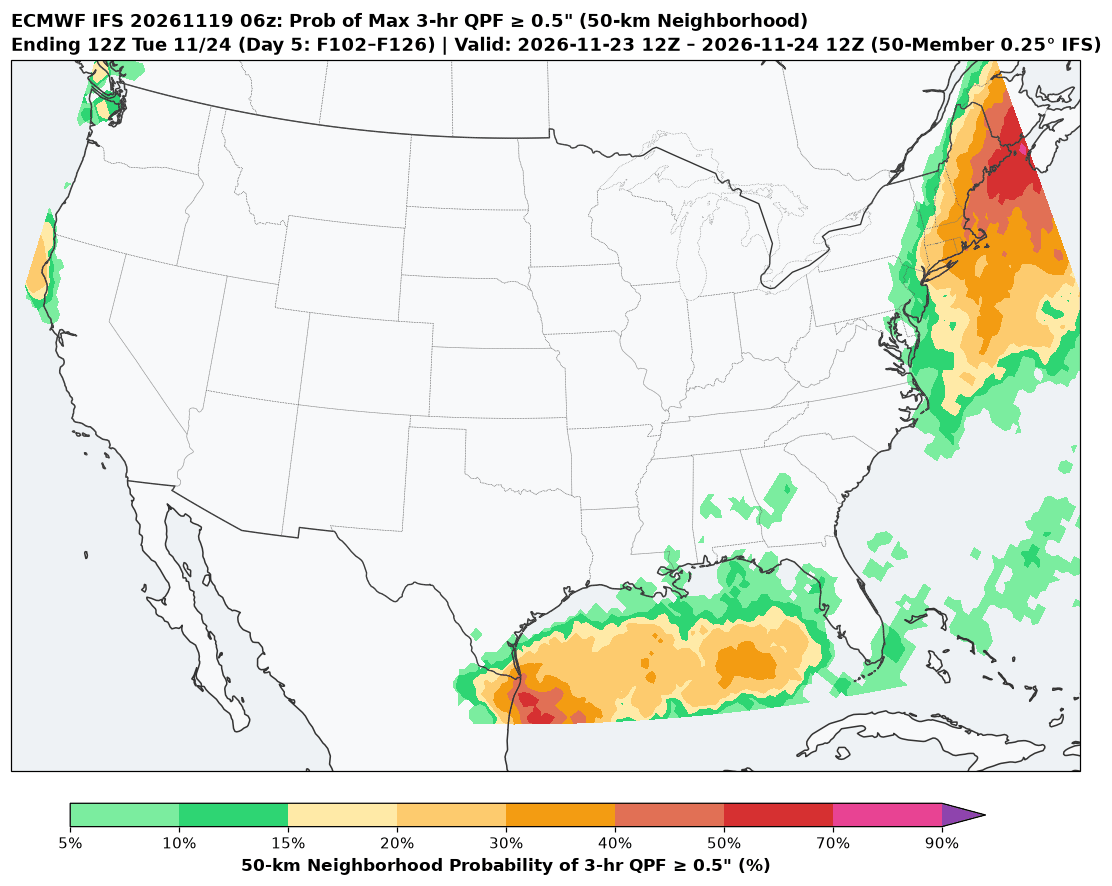 ECMWF IFS 20261119 06z: Prob of Max 3-hr QPF ≥ 0.5" (50-km Neighborhood)
Ending 12Z Tue 11/24 (Day 5: F102–F126) | Valid: 2026-11-23 12Z – 2026-11-24 12Z (50-Member 0.25° IFS)
5% 10% 15% 20% 30% 40% 50% 70% 90%
50-km Neighborhood Probability of 3-hr QPF ≥ 0.5" (%)